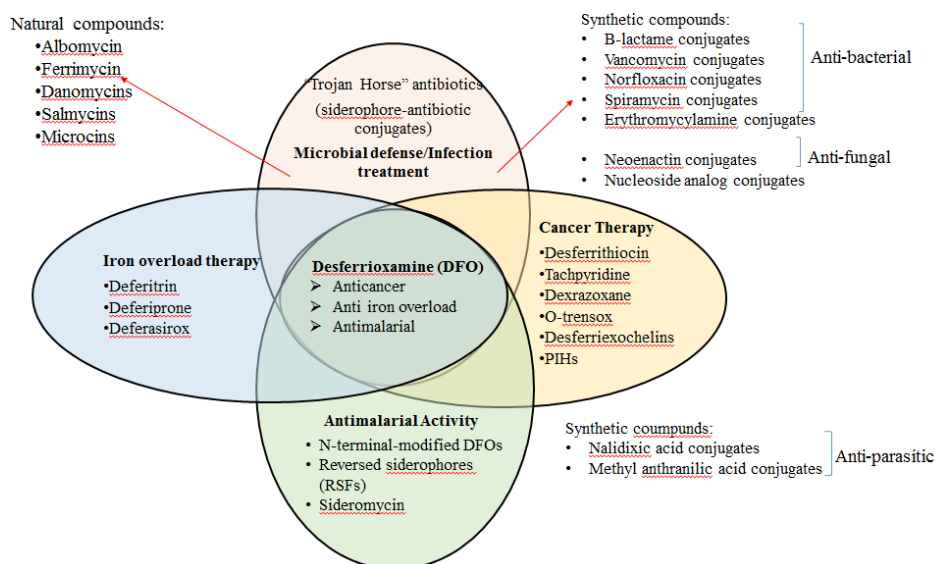 Natural compounds:
•Albomycin
•Ferrimycin
•Danomycins
•Salmycins
•Microcins
Synthetic compounds:
• B-lactame conjugates
• Vancomycin conjugates
• Norfloxacin conjugates
• Spiramycin conjugates
• Erythromycylamine conjugates
Anti-bacterial
• Neoenactin conjugates
• Nucleoside analog conjugates
Anti-fungal
"Trojan Horse" antibiotics
(siderophore-antibiotic
conjugates)
Microbial defense/Infection
treatment
Iron overload therapy
•Deferitrin
•Deferiprone
•Deferasirox
Desferrioxamine (DFO)
➢ Anticancer
➢ Anti iron overload
➢ Antimalarial
Cancer Therapy
•Desferrithiocin
•Tachpyridine
•Dexrazoxane
•O-trensox
•Desferriexochelins
•PIHs
Antimalarial Activity
• N-terminal-modified DFOs
• Reversed siderophores
(RSFs)
• Sideromycin
Synthetic coumpunds:
• Nalidixic acid conjugates
• Methyl anthranilic acid conjugates
Anti-parasitic